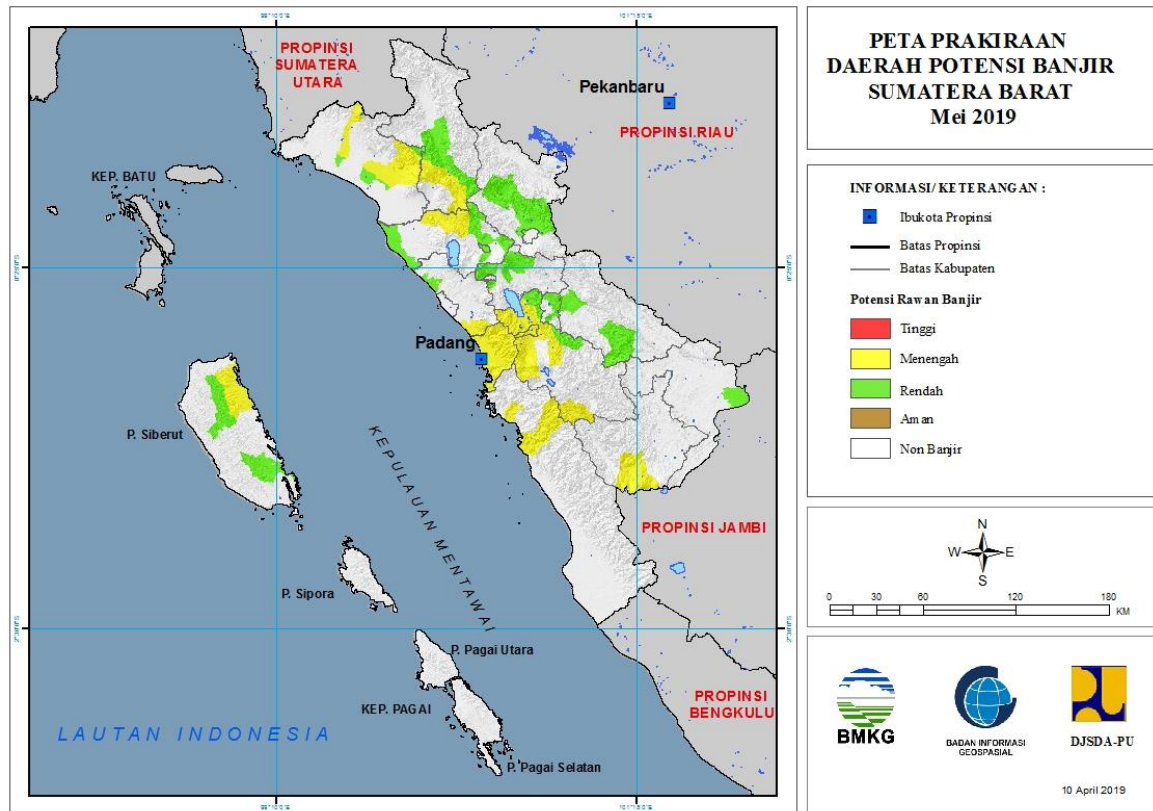 PETA PRAKIRAAN
DAERAH POTENSI BANJIR
SUMATERA BARAT
Mei 2019
PROPINSI
SUMATERA
UTARA
Pekanbaru
PROPINSI RIAU
KEP. BATU
Padang
P. Siberut
KEPULAUAN MENTAWAI
PROPINSI JAMBI
P. Sipora
P. Pagai Utara
KEP. PAGAI
PROPINSI
BENGKULU
LAUTAN INDONESIA
P. Pagai Selatan
INFORMASI/ KETERANGAN :
Ibukota Propinsi
Batas Propinsi
Batas Kabupaten
Potensi Rawan Banjir
Tinggi
Menengah
Rendah
Aman
Non Banjir
N
W E
S
0 30 60 120 180
KM
BMKG
BADAN INFORMASI
GEOSPASIAL
DJSDA-PU
10 April 2019